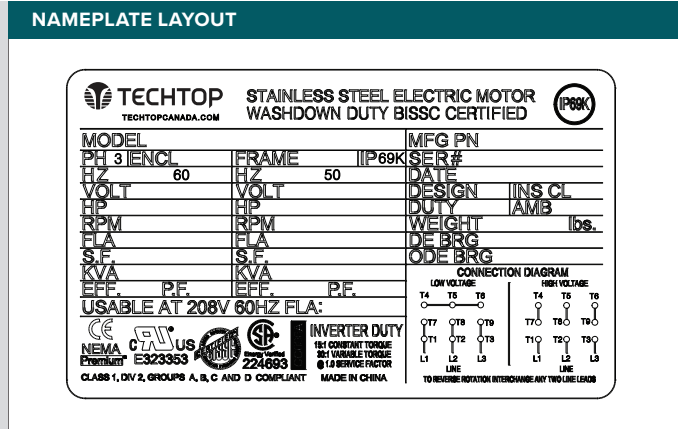 NAMEPLATE LAYOUT
TECHTOP
TECHTOPCANADA.COM
STAINLESS STEEL ELECTRIC MOTOR
WASHDOWN DUTY BISSC CERTIFIED
IP69K
MODEL
MFG PN
PH 3 ENCL FRAME IP69K SER#
HZ 60 HZ 50 DATE
VOLT VOLT DESIGN INS CL
HP HP DUTY AMB
RPM RPM WEIGHT lbs.
FLA FLA DE BRG
S.F. S.F. ODE BRG
KVA KVA
EFF. P.F. EFF. P.F.
USABLE AT 208V 60HZ FLA:
CONNECTION DIAGRAM
LOW VOLTAGE HIGH VOLTAGE
T4 T5 T6 T4 T5 T6
T7 T8 T9 T7 T8 T9
T1 T2 T3 T1 T2 T3
L1 L2 L3 L1 L2 L3
LINE LINE
TO REVERSE ROTATION INTERCHANGE ANY TWO LINE LEADS
CE
NEMA
Premium
C US
E323353
Energy Verified
224693
INVERTER DUTY
15:1 CONSTANT TORQUE
30:1 VARIABLE TORQUE
@ 1.0 SERVICE FACTOR
CLASS 1, DIV 2, GROUPS A, B, C AND D COMPLIANT MADE IN CHINA